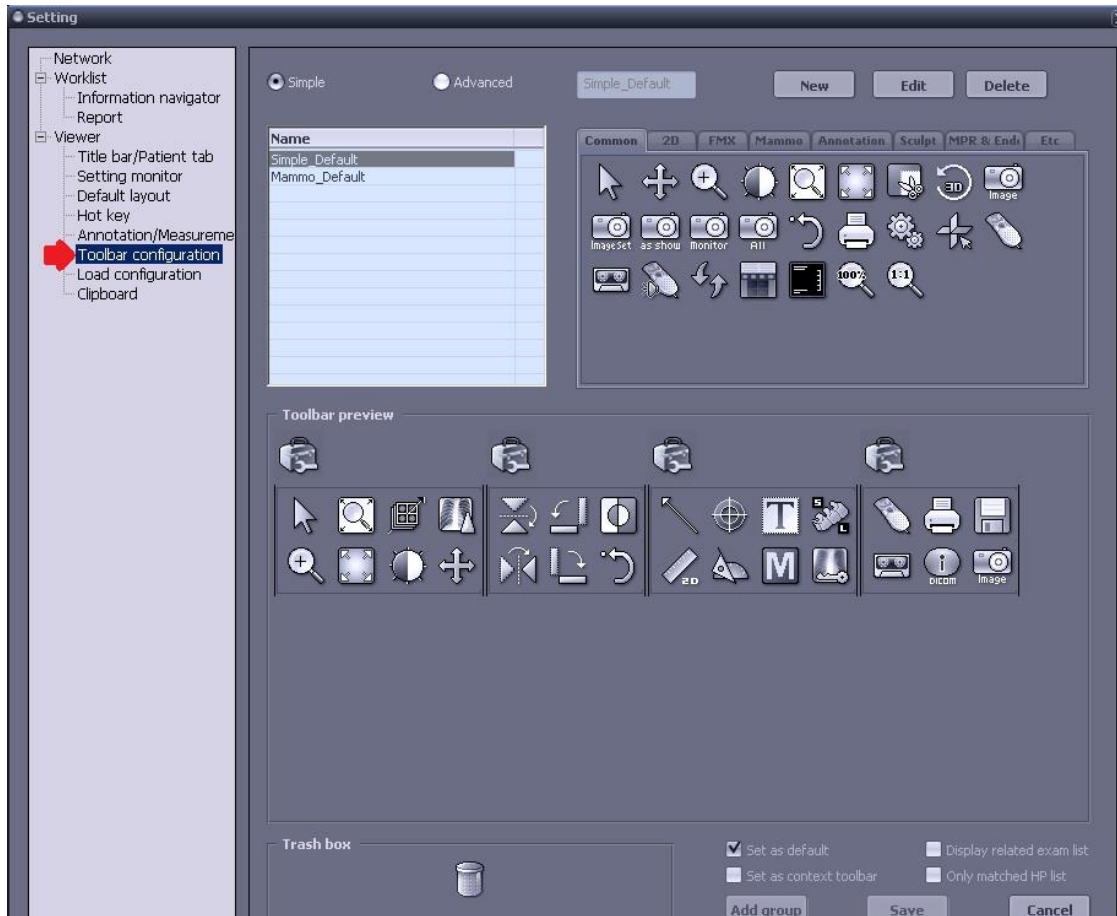 Setting
Network
Worklist
Information navigator
Report
Viewer
Title bar/Patient tab
Setting monitor
Default layout
Hot key
Annotation/Measureme
Toolbar configuration
Load configuration
Clipboard
Simple
Advanced
Simple_Default
New
Edit
Delete
Name
Simple_Default
Mammo_Default
Common 2D FMX Mammo Annotation Sculpt MPR & End Etc
3D
Image
ImageSet as show Monitor All
100% 1:1
Toolbar preview
T S L
2D M DICOM Image
Trash box
Set as default
Display related exam list
Set as context toolbar
Only matched HP list
Add group
Save
Cancel